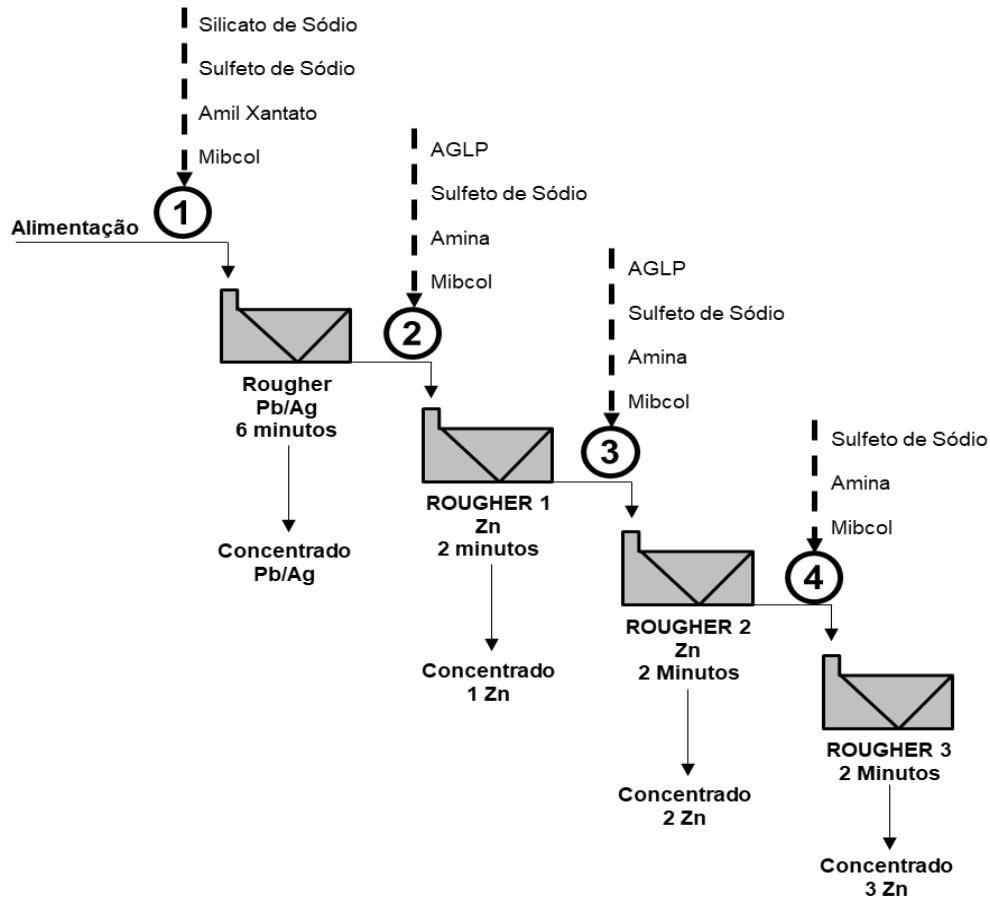 Silicato de Sódio
Sulfeto de Sódio
Amil Xantato
Mibcol
1
Alimentação
Rougher
Pb/Ag
6 minutos
Concentrado
Pb/Ag
AGLP
Sulfeto de Sódio
Amina
Mibcol
2
ROUGHER 1
Zn
2 minutos
Concentrado
1 Zn
AGLP
Sulfeto de Sódio
Amina
Mibcol
3
ROUGHER 2
Zn
2 Minutos
Concentrado
2 Zn
Sulfeto de Sódio
Amina
Mibcol
4
ROUGHER 3
2 Minutos
Concentrado
3 Zn